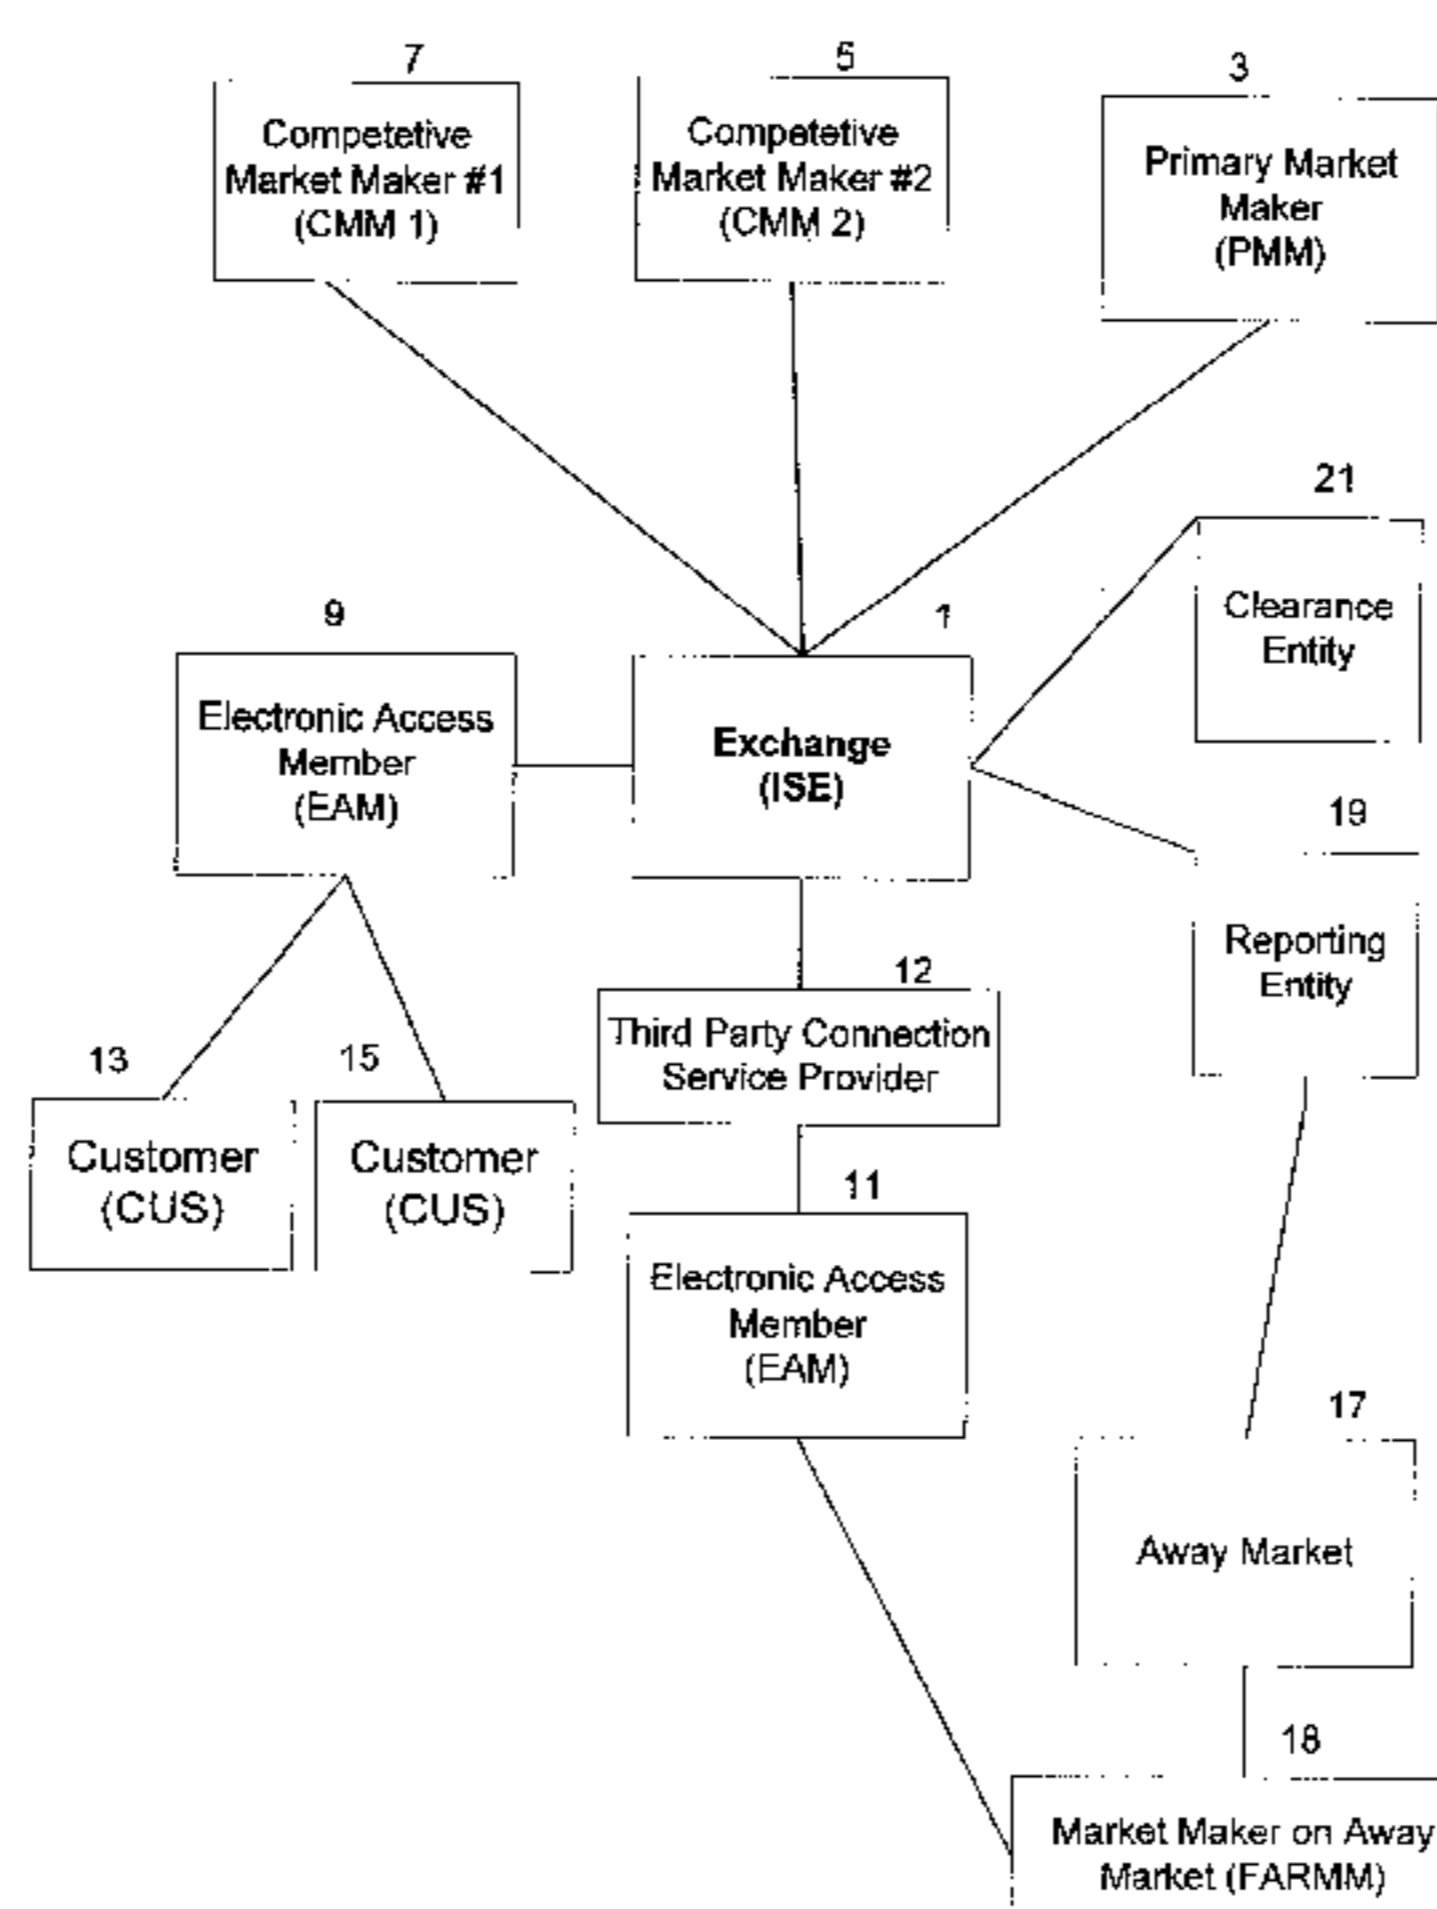 7
Competetive
Market Maker #1
(CMM 1)
5
Competetive
Market Maker #2
(CMM 2)
3
Primary Market
Maker
(PMM)
21
Clearance
Entity
9
Electronic Access
Member
(EAM)
1
Exchange
(ISE)
19
Reporting
Entity
12
Third Party Connection
Service Provider
13
Customer
(CUS)
15
Customer
(CUS)
11
Electronic Access
Member
(EAM)
17
Away Market
18
Market Maker on Away
Market (FARMM)